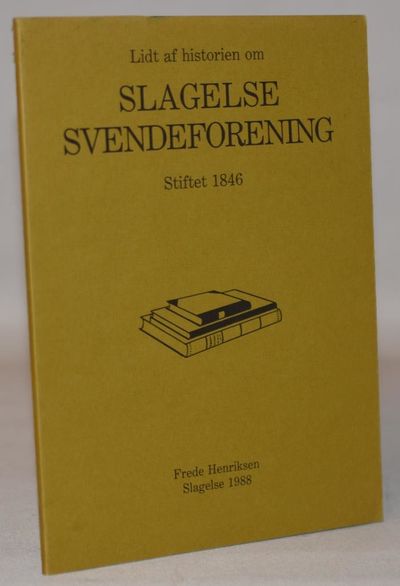 Lidt af historien om
SLAGELSE
SVENDEFORENING
Stiftet 1846
Frede Henriksen
Slagelse 1988